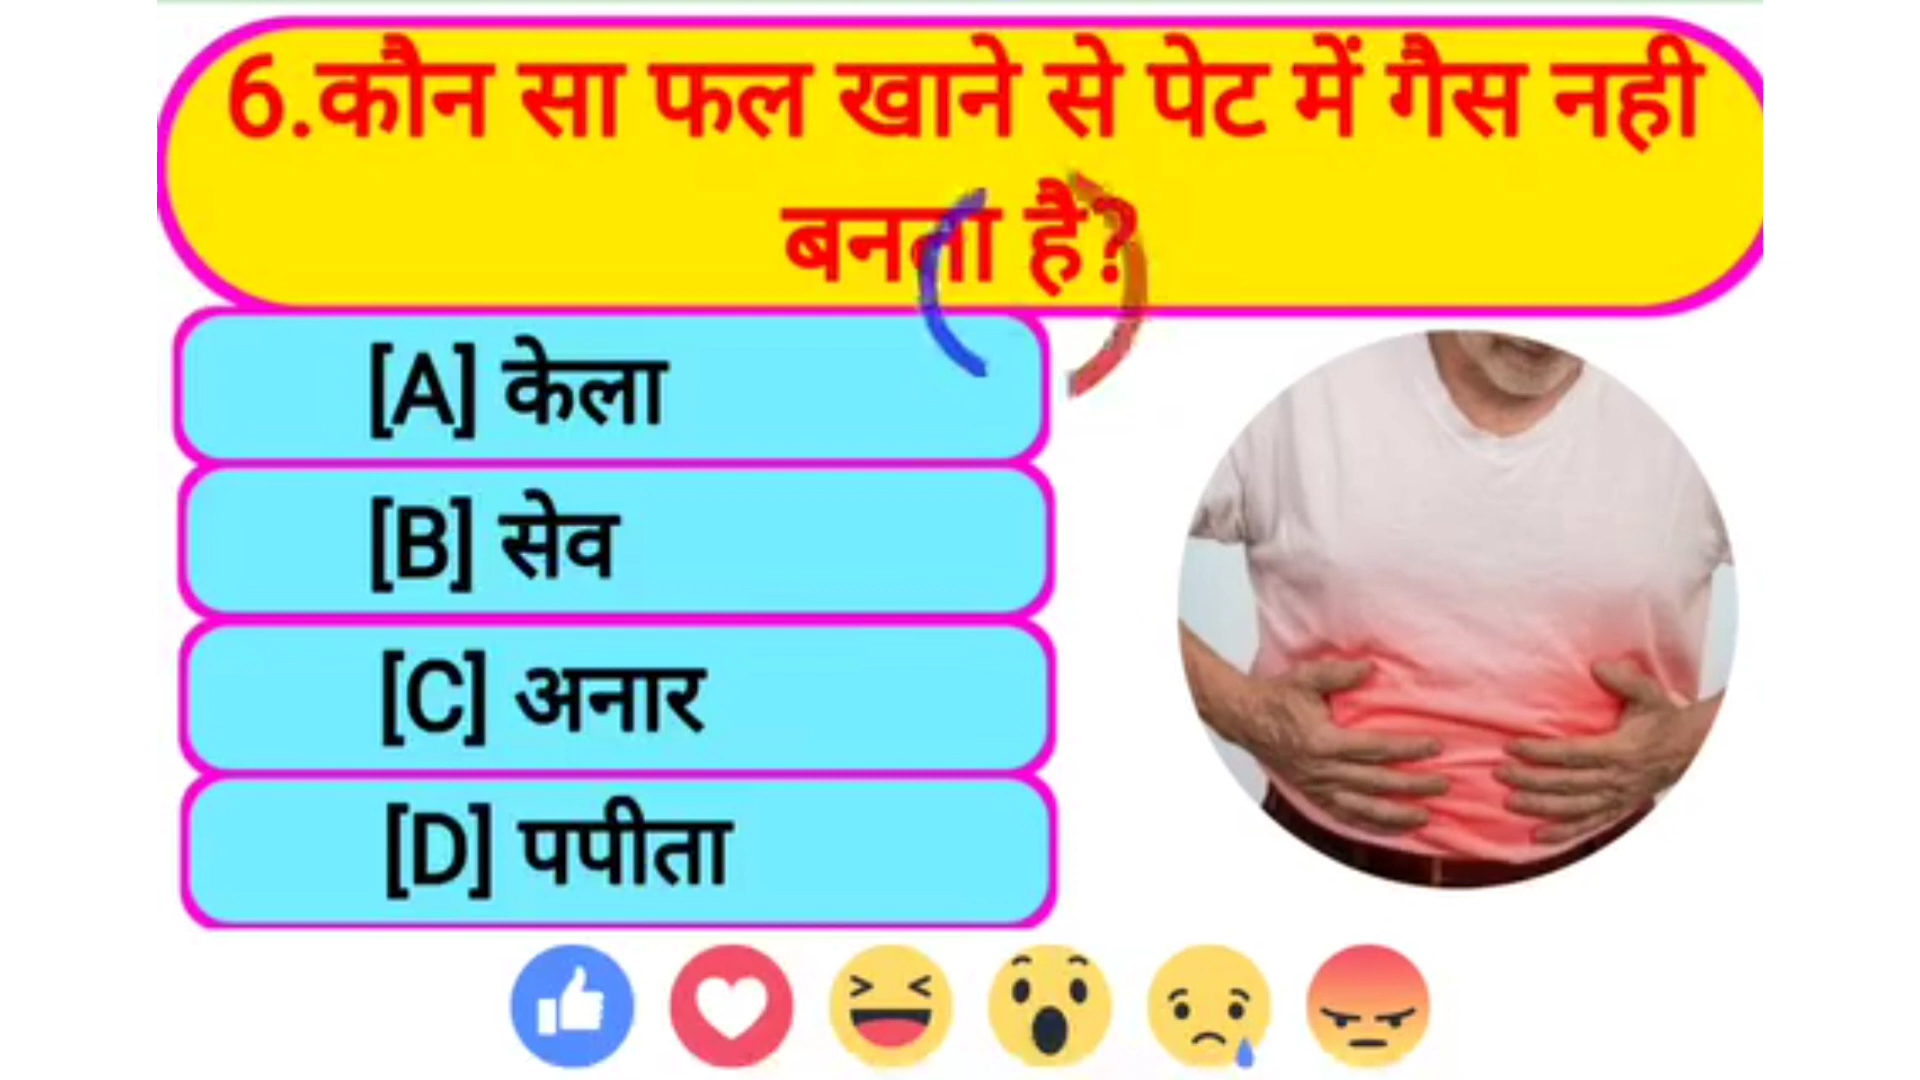 6.कौन सा फल खाने से पेट में गैस नही
बनता है?
[A] केला
[B] सेव
[C] अनार
[D] पपीता